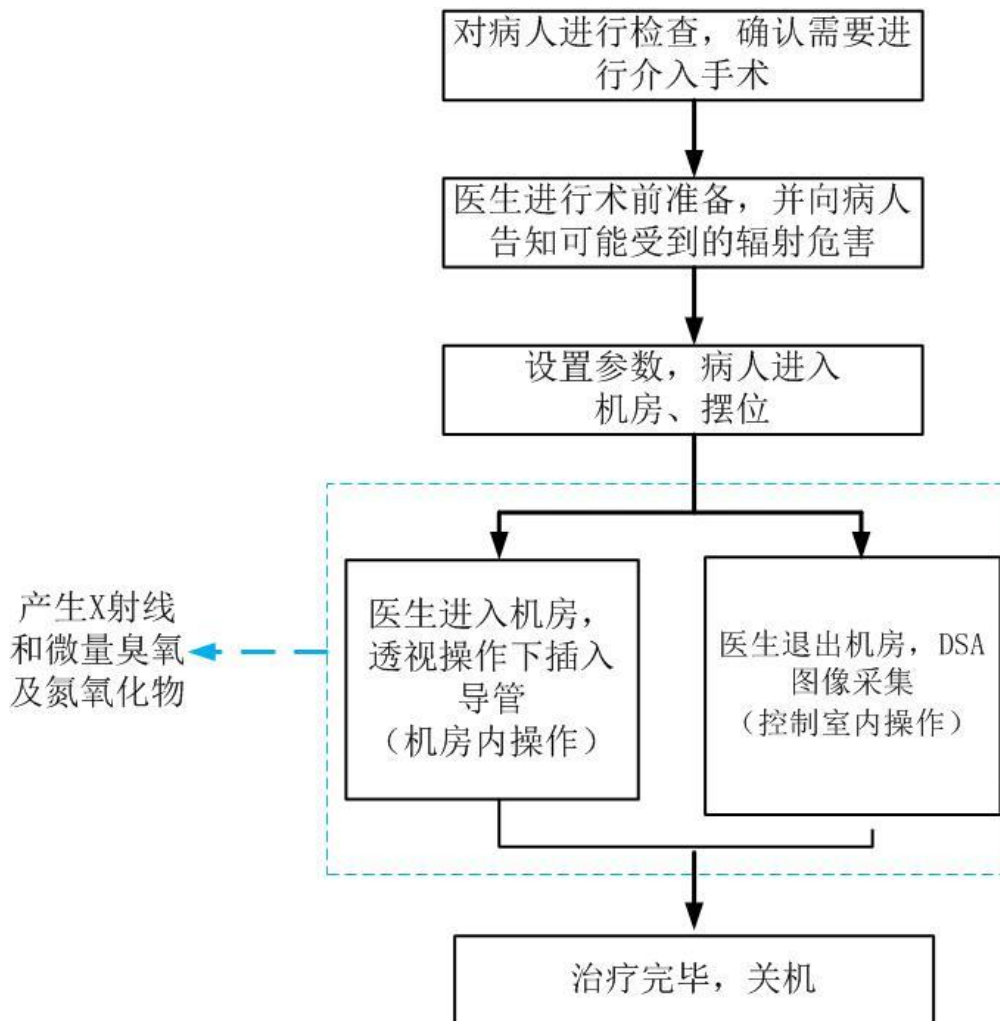 对病人进行检查，确认需要进
行介入手术
医生进行术前准备，并向病人
告知可能受到的辐射危害
设置参数，病人进入
机房、摆位
产生X射线
和微量臭氧
及氮氧化物
医生进入机房，
透视操作下插入
导管
（机房内操作）
医生退出机房，DSA
图像采集
（控制室内操作）
治疗完毕，关机